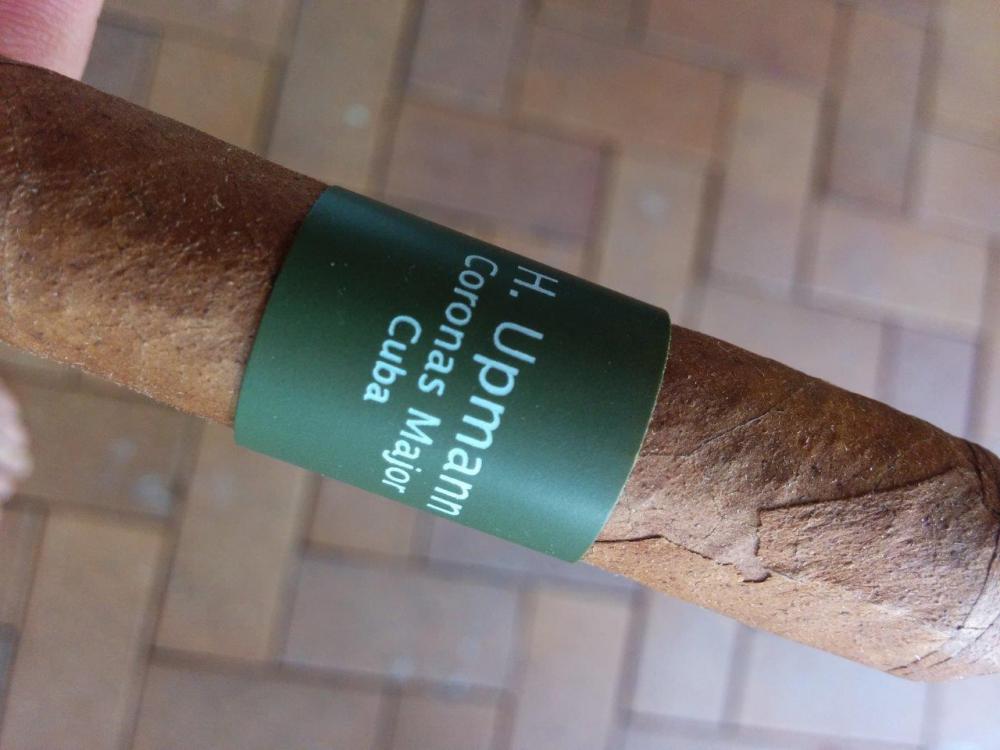 H. Upmann
Coronas Major
Cuba